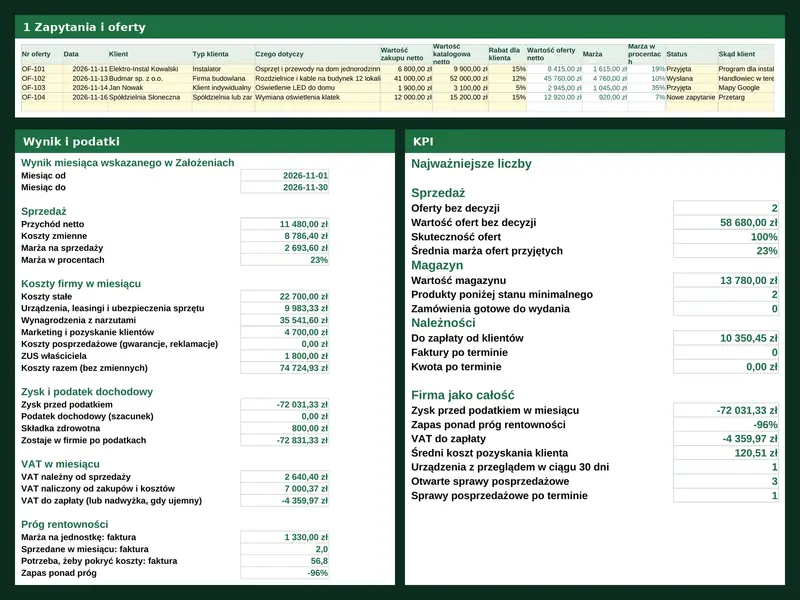 1 Zapytania i oferty
Nr oferty Data Klient Typ klienta Czego dotyczy Wartość zakupu netto Wartość katalogowa netto Rabat dla klienta Wartość oferty netto Marża Marża w procentach Status Skąd klient
OF-101 2026-11-11 Elektro-Instal Kowalski Instalator Osprzęt i przewody na dom jednorodzinn 6 800,00 zł 9 900,00 zł 15% 8 415,00 zł 1 615,00 zł 19% Przyjęta Program dla instal
OF-102 2026-11-13 Budmar sp. z o.o. Firma budowlana Rozdzielnice i kable na budynek 12 lokali 41 000,00 zł 52 000,00 zł 12% 45 760,00 zł 4 760,00 zł 10% Wysłana Handlowiec w tere
OF-103 2026-11-14 Jan Nowak Klient indywidualny Oświetlenie LED do domu 1 900,00 zł 3 100,00 zł 5% 2 945,00 zł 1 045,00 zł 35% Przyjęta Mapy Google
OF-104 2026-11-16 Spółdzielnia Słoneczna Spółdzielnia lub zar Wymiana oświetlenia klatek 12 000,00 zł 15 200,00 zł 15% 12 920,00 zł 920,00 zł 7% Nowe zapytanie Przetarg
Wynik i podatki
Wynik miesiąca wskazanego w Założeniach
Miesiąc od 2026-11-01
Miesiąc do 2026-11-30
Sprzedaż
Przychód netto 11 480,00 zł
Koszty zmienne 8 786,40 zł
Marża na sprzedaży 2 693,60 zł
Marża w procentach 23%
Koszty firmy w miesiącu
Koszty stałe 22 700,00 zł
Urządzenia, leasingi i ubezpieczenia sprzętu 9 983,33 zł
Wynagrodzenia z narzutami 35 541,60 zł
Marketing i pozyskanie klientów 4 700,00 zł
Koszty posprzedażowe (gwarancje, reklamacje) 0,00 zł
ZUS właściciela 1 800,00 zł
Koszty razem (bez zmiennych) 74 724,93 zł
Zysk i podatek dochodowy
Zysk przed podatkiem -72 031,33 zł
Podatek dochodowy (szacunek) 0,00 zł
Składka zdrowotna 800,00 zł
Zostaje w firmie po podatkach -72 831,33 zł
VAT w miesiącu
VAT należny od sprzedaży 2 640,40 zł
VAT naliczony od zakupów i kosztów 7 000,37 zł
VAT do zapłaty (lub nadwyżka, gdy ujemny) -4 359,97 zł
Próg rentowności
Marża na jednostkę: faktura 1 330,00 zł
Sprzedane w miesiącu: faktura 2,0
Potrzeba, żeby pokryć koszty: faktura 56,8
Zapas ponad próg -96%
KPI
Najważniejsze liczby
Sprzedaż
Oferty bez decyzji 2
Wartość ofert bez decyzji 58 680,00 zł
Skuteczność ofert 100%
Średnia marża ofert przyjętych 23%
Magazyn
Wartość magazynu 13 780,00 zł
Produkty poniżej stanu minimalnego 2
Zamówienia gotowe do wydania 0
Należności
Do zapłaty od klientów 10 350,45 zł
Faktury po terminie 0
Kwota po terminie 0,00 zł
Firma jako całość
Zysk przed podatkiem w miesiącu -72 031,33 zł
Zapas ponad próg rentowności -96%
VAT do zapłaty -4 359,97 zł
Średni koszt pozyskania klienta 120,51 zł
Urządzenia z przeglądem w ciągu 30 dni 1
Otwarte sprawy posprzedażowe 3
Sprawy posprzedażowe po terminie 1